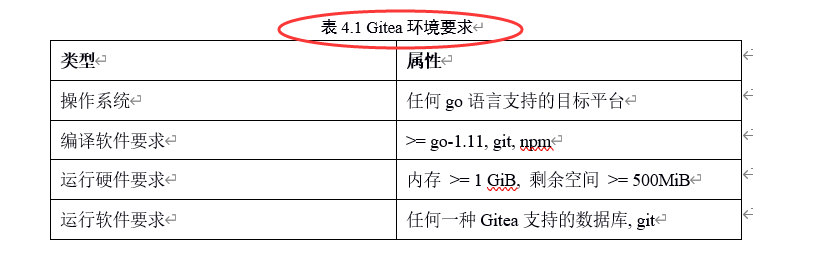 表 4.1 Gitea 环境要求
类型 属性
操作系统 任何 go 语言支持的目标平台
编译软件要求 >= go-1.11, git, npm
运行硬件要求 内存 >= 1 GiB, 剩余空间 >= 500MiB
运行软件要求 任何一种 Gitea 支持的数据库, git